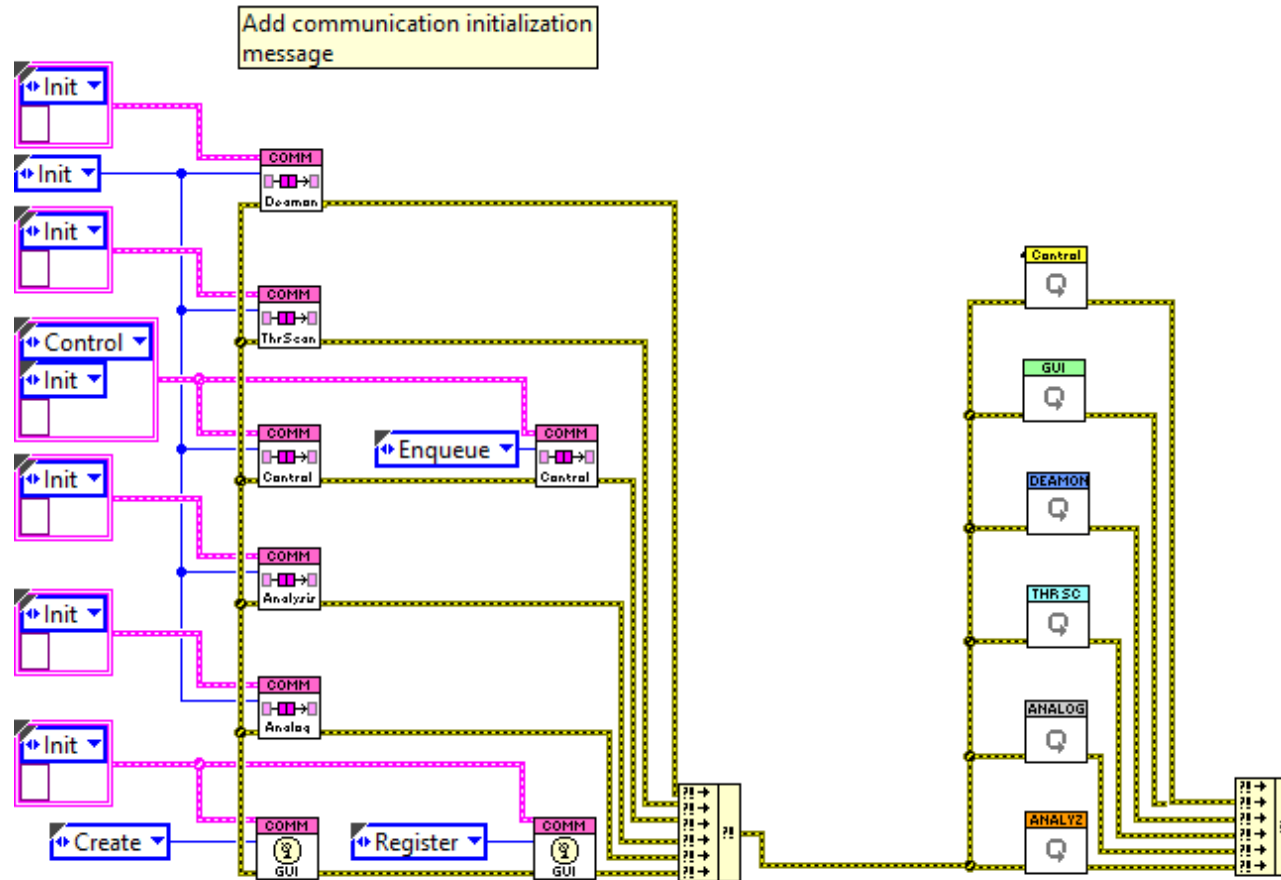 Add communication initialization
message
Init
Init
COMM
Deamon
Init
COMM
ThrScan
Control
Init
COMM
Control
Enqueue
COMM
Control
Init
COMM
Analysis
Init
COMM
Analog
Init
Create
COMM
GUI
Register
COMM
GUI
?!
Control
GUI
DEAMON
THR SC
ANALOG
ANALYZ